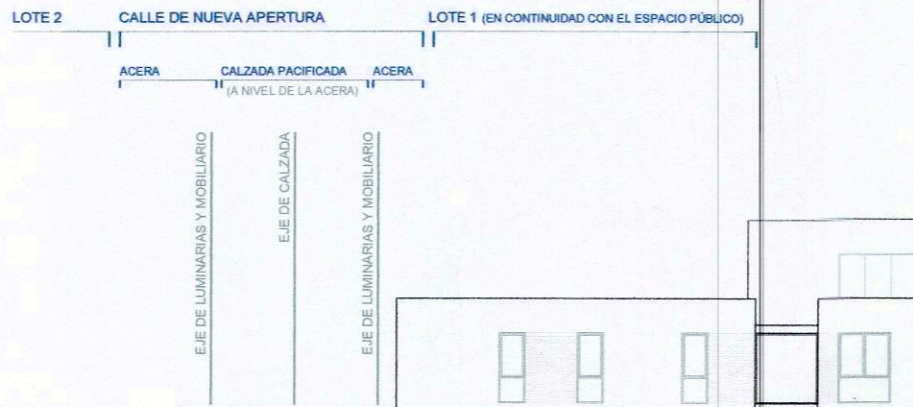 LOTE 2
CALLE DE NUEVA APERTURA
LOTE 1 (EN CONTINUIDAD CON EL ESPACIO PÚBLICO)
ACERA
CALZADA PACIFICADA
ACERA
(A NIVEL DE LA ACERA)
EJE DE LUMINARIAS Y MOBILIARIO
EJE DE CALZADA
EJE DE LUMINARIAS Y MOBILIARIO